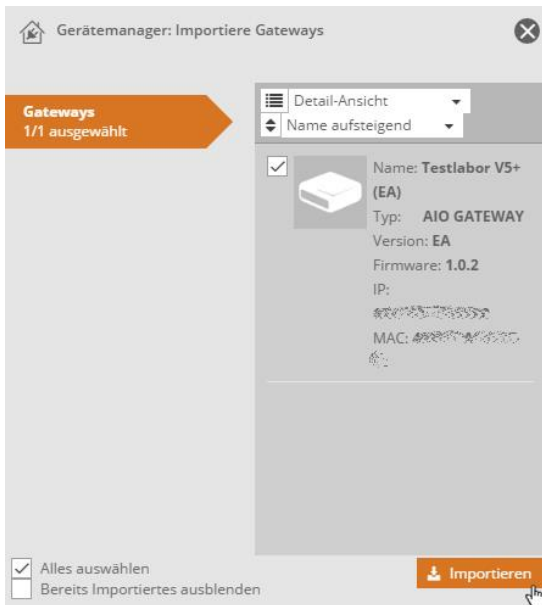 Gerätemanager: Importiere Gateways
Gateways
1/1 ausgewählt
Detail-Ansicht
Name aufsteigend
Name: Testlabor V5+
(EA)
Typ: AIO GATEWAY
Version: EA
Firmware: 1.0.2
IP:
MAC:
Alles auswählen
Bereits Importiertes ausblenden
Importieren